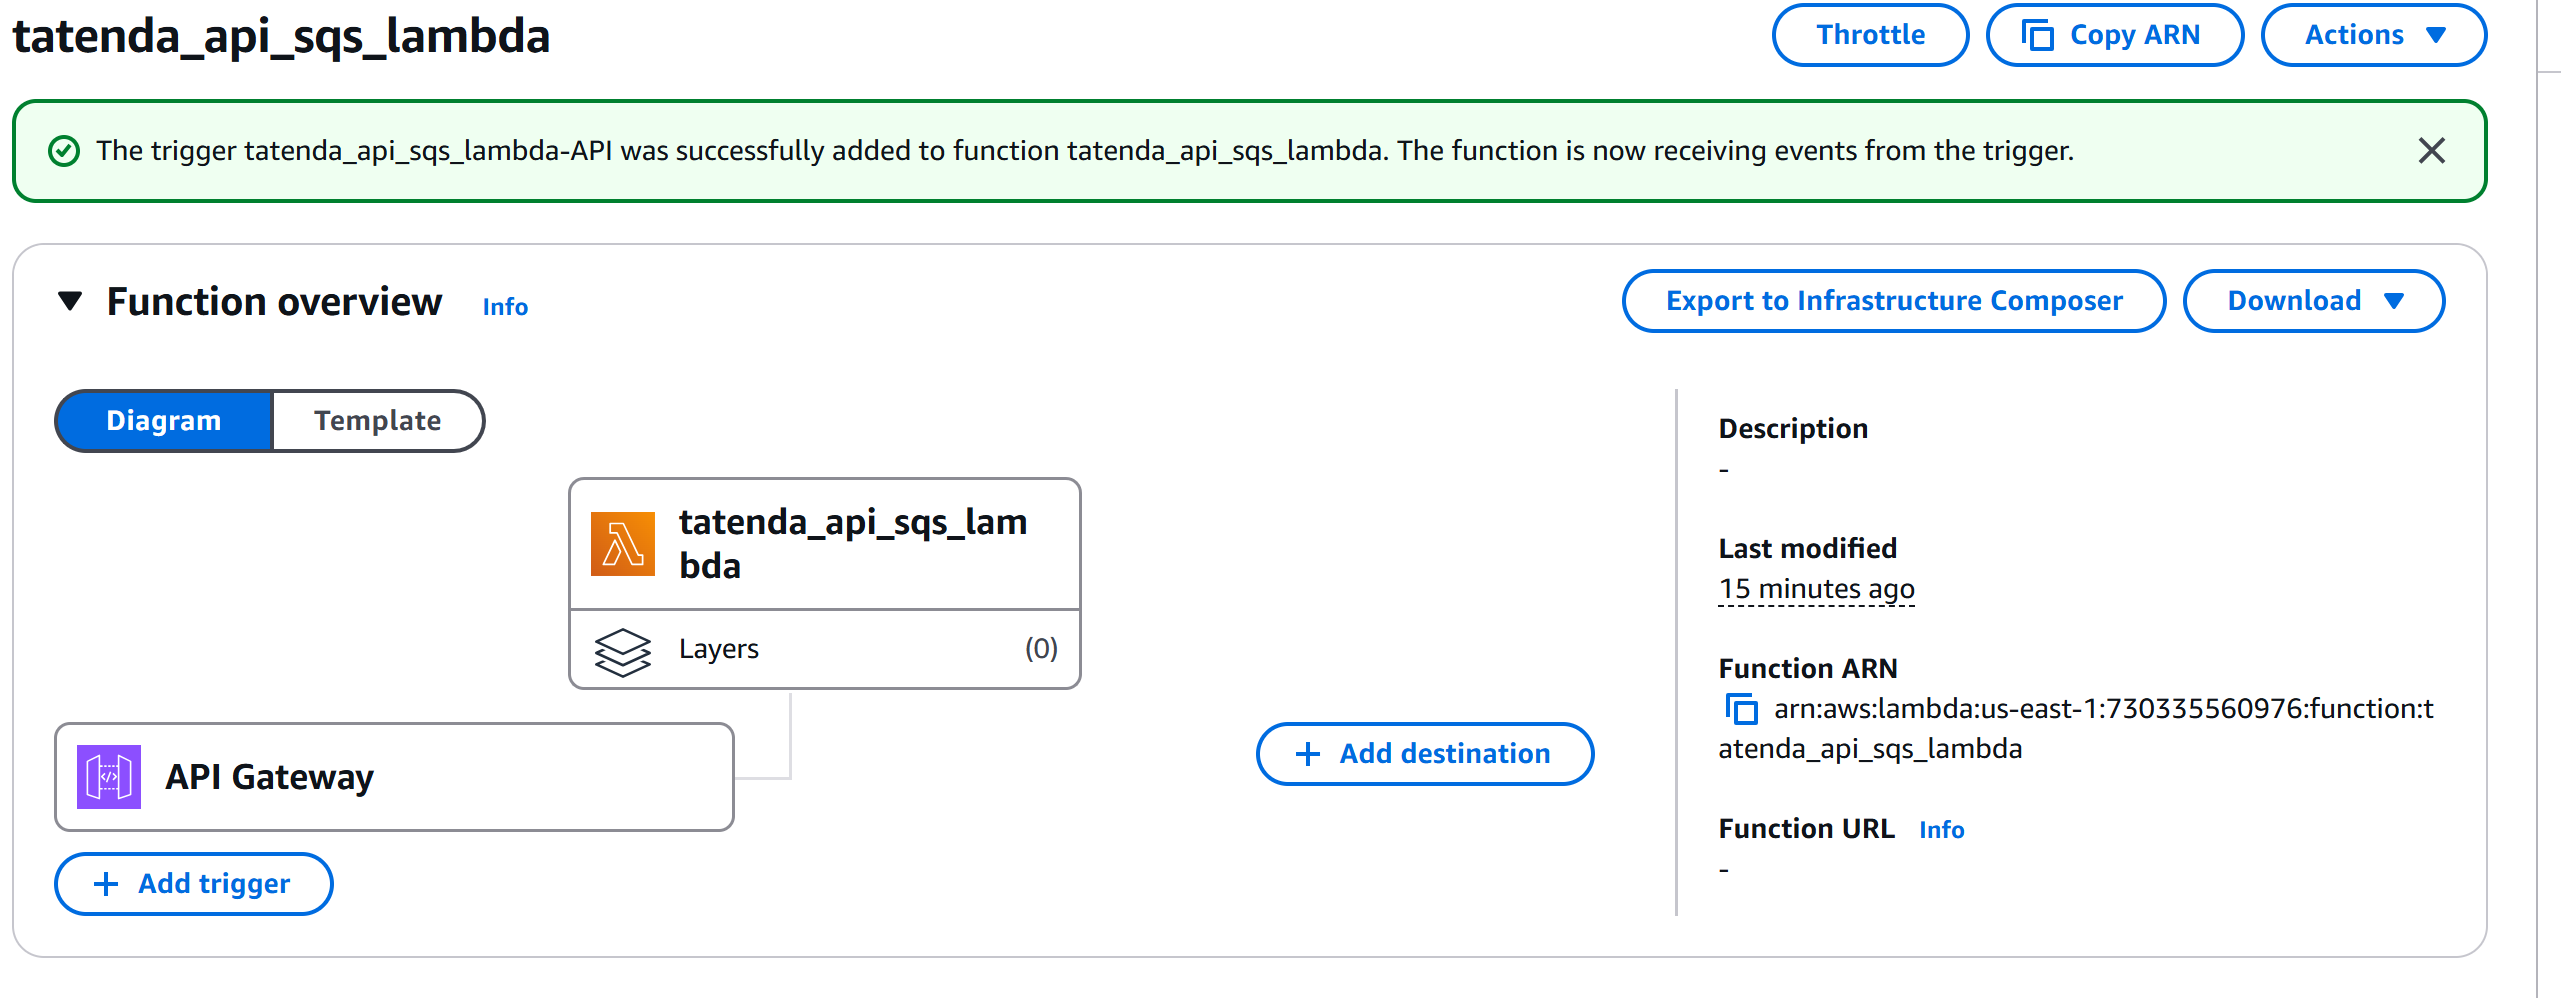 tatenda_api_sqs_lambda
Throttle
Copy ARN
Actions
The trigger tatenda_api_sqs_lambda-API was successfully added to function tatenda_api_sqs_lambda. The function is now receiving events from the trigger.
Function overview Info
Export to Infrastructure Composer
Download
Diagram
Template
tatenda_api_sqs_lam
bda
Layers (0)
API Gateway
+ Add trigger
+ Add destination
Description
-
Last modified
15 minutes ago
Function ARN
arn:aws:lambda:us-east-1:730335560976:function:t
atenda_api_sqs_lambda
Function URL Info
-